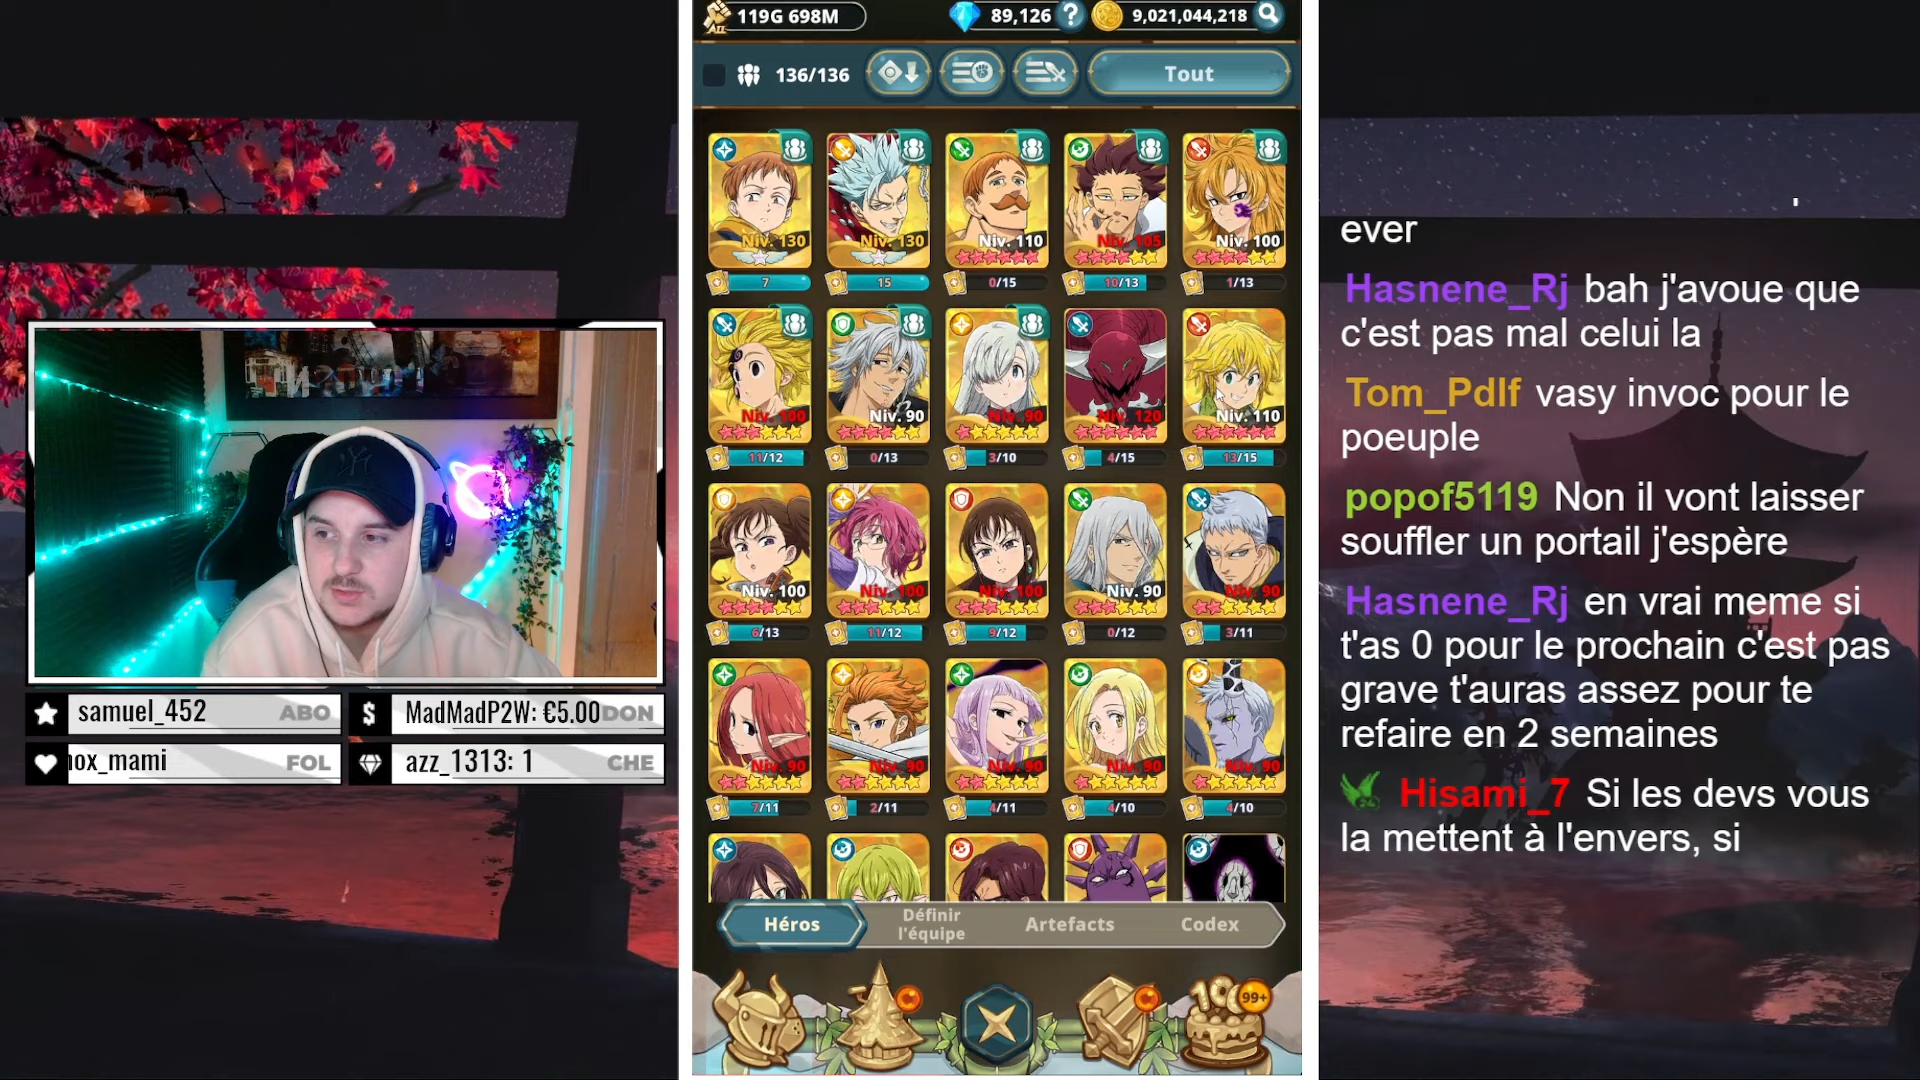 119G 698M
89,126
?
9,021,044,218
136/136
Tout
Niv. 130
Niv. 130
Niv. 110
Niv. 105
Niv. 100
7
15
0/15
10/13
1/13
Niv. 100
Niv. 90
Niv. 90
Niv. 120
Niv. 110
11/12
0/13
3/10
4/15
13/15
Niv. 100
Niv. 100
Niv. 100
Niv. 90
Niv. 90
6/13
11/12
9/12
0/12
3/11
Niv. 90
Niv. 90
Niv. 90
Niv. 90
Niv. 90
7/11
2/11
4/11
4/10
4/10
Héros
Définir
l'équipe
Artefacts
Codex
99+
samuel_452 ABO
$ MadMadP2W: €5.00 DON
ox_mami FOL
azz_1313: 1 CHE
ever
Hasnene_Rj bah j'avoue que
c'est pas mal celui la
Tom_Pdlf vasy invoc pour le
poeuple
popof5119 Non il vont laisser
souffler un portail j'espère
Hasnene_Rj en vrai meme si
t'as 0 pour le prochain c'est pas
grave t'auras assez pour te
refaire en 2 semaines
Hisami_7 Si les devs vous
la mettent à l'envers, si